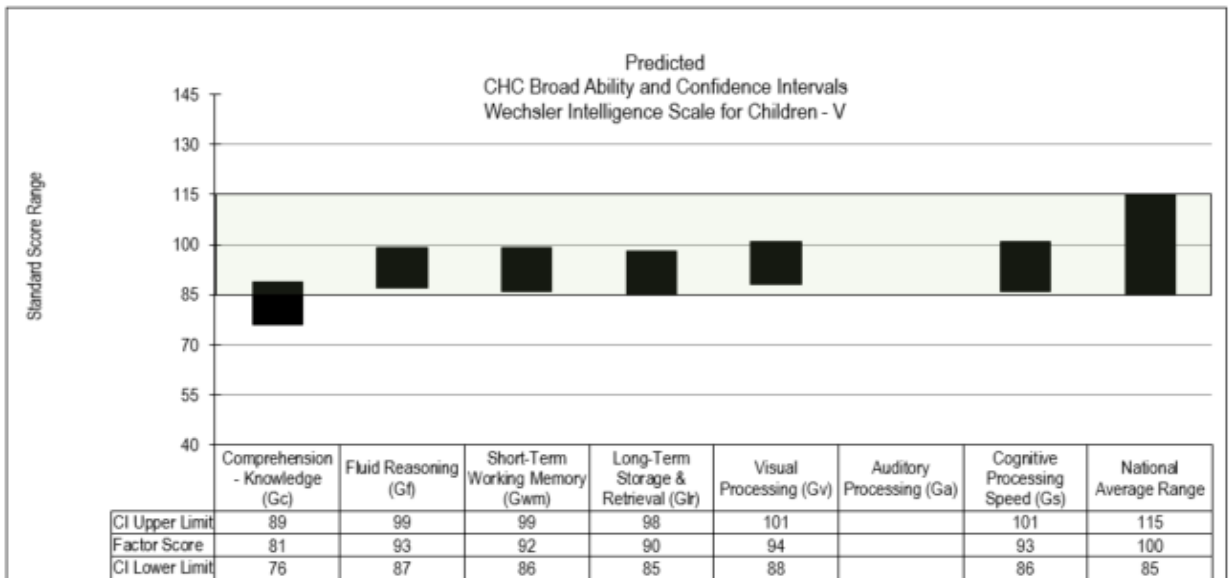 Predicted
CHC Broad Ability and Confidence Intervals
Wechsler Intelligence Scale for Children - V
Standard Score Range
145
130
115
100
85
70
55
40
Comprehension - Knowledge (Gc) Fluid Reasoning (Gf) Short-Term Working Memory (Gwm) Long-Term Storage & Retrieval (Glr) Visual Processing (Gv) Auditory Processing (Ga) Cognitive Processing Speed (Gs) National Average Range
CI Upper Limit 89 99 99 98 101 101 115
Factor Score 81 93 92 90 94 93 100
CI Lower Limit 76 87 86 85 88 86 85